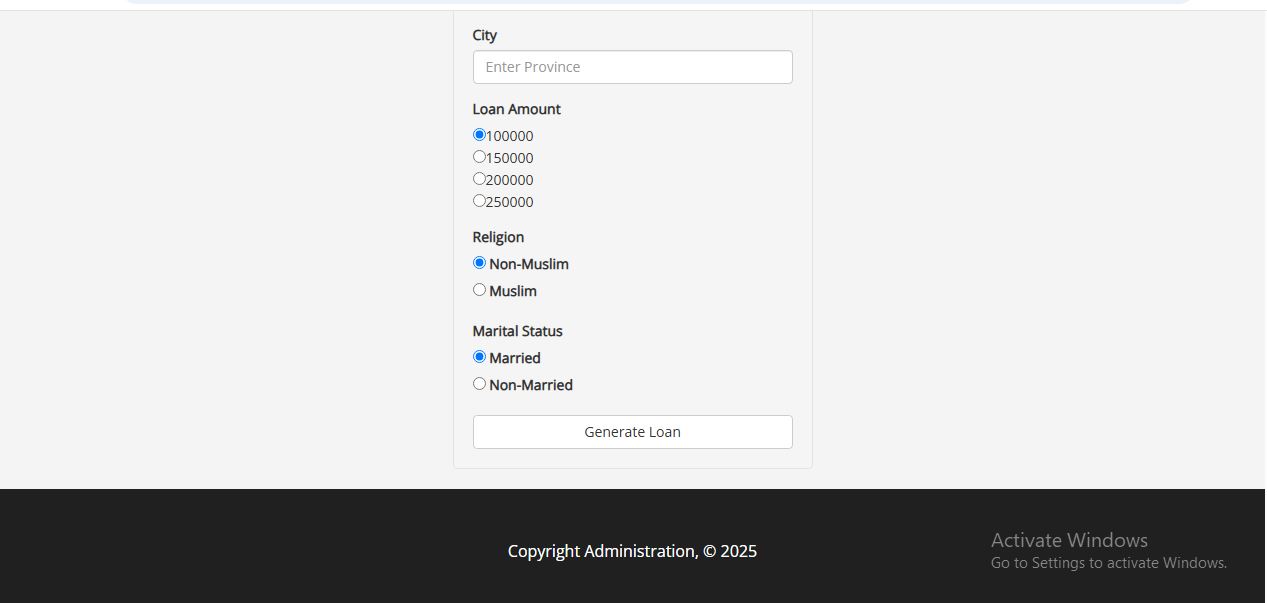 City
Enter Province
Loan Amount
100000
150000
200000
250000
Religion
Non-Muslim
Muslim
Marital Status
Married
Non-Married
Generate Loan
Copyright Administration, © 2025
Activate Windows
Go to Settings to activate Windows.